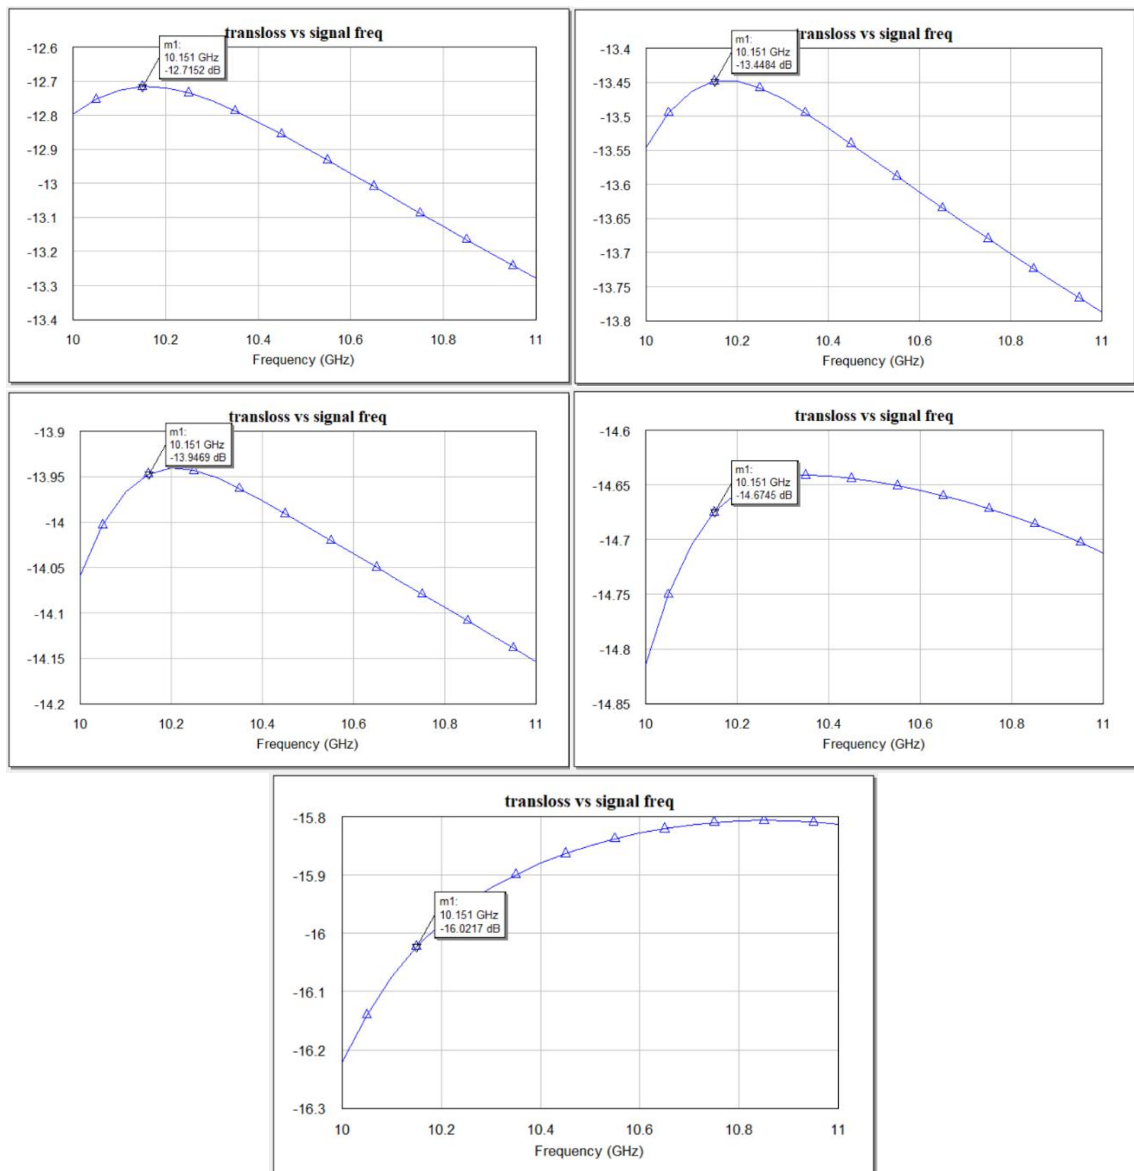 transloss vs signal freq
m1:
10.151 GHz
-12.7152 dB
-12.6
-12.7
-12.8
-12.9
-13
-13.1
-13.2
-13.3
-13.4
10 10.2 10.4 10.6 10.8 11
Frequency (GHz)
transloss vs signal freq
m1:
10.151 GHz
-13.4484 dB
-13.4
-13.45
-13.5
-13.55
-13.6
-13.65
-13.7
-13.75
-13.8
10 10.2 10.4 10.6 10.8 11
Frequency (GHz)
transloss vs signal freq
m1:
10.151 GHz
-13.9469 dB
-13.9
-13.95
-14
-14.05
-14.1
-14.15
-14.2
10 10.2 10.4 10.6 10.8 11
Frequency (GHz)
transloss vs signal freq
m1:
10.151 GHz
-14.6745 dB
-14.6
-14.65
-14.7
-14.75
-14.8
-14.85
10 10.2 10.4 10.6 10.8 11
Frequency (GHz)
transloss vs signal freq
m1:
10.151 GHz
-16.0217 dB
-15.8
-15.9
-16
-16.1
-16.2
-16.3
10 10.2 10.4 10.6 10.8 11
Frequency (GHz)